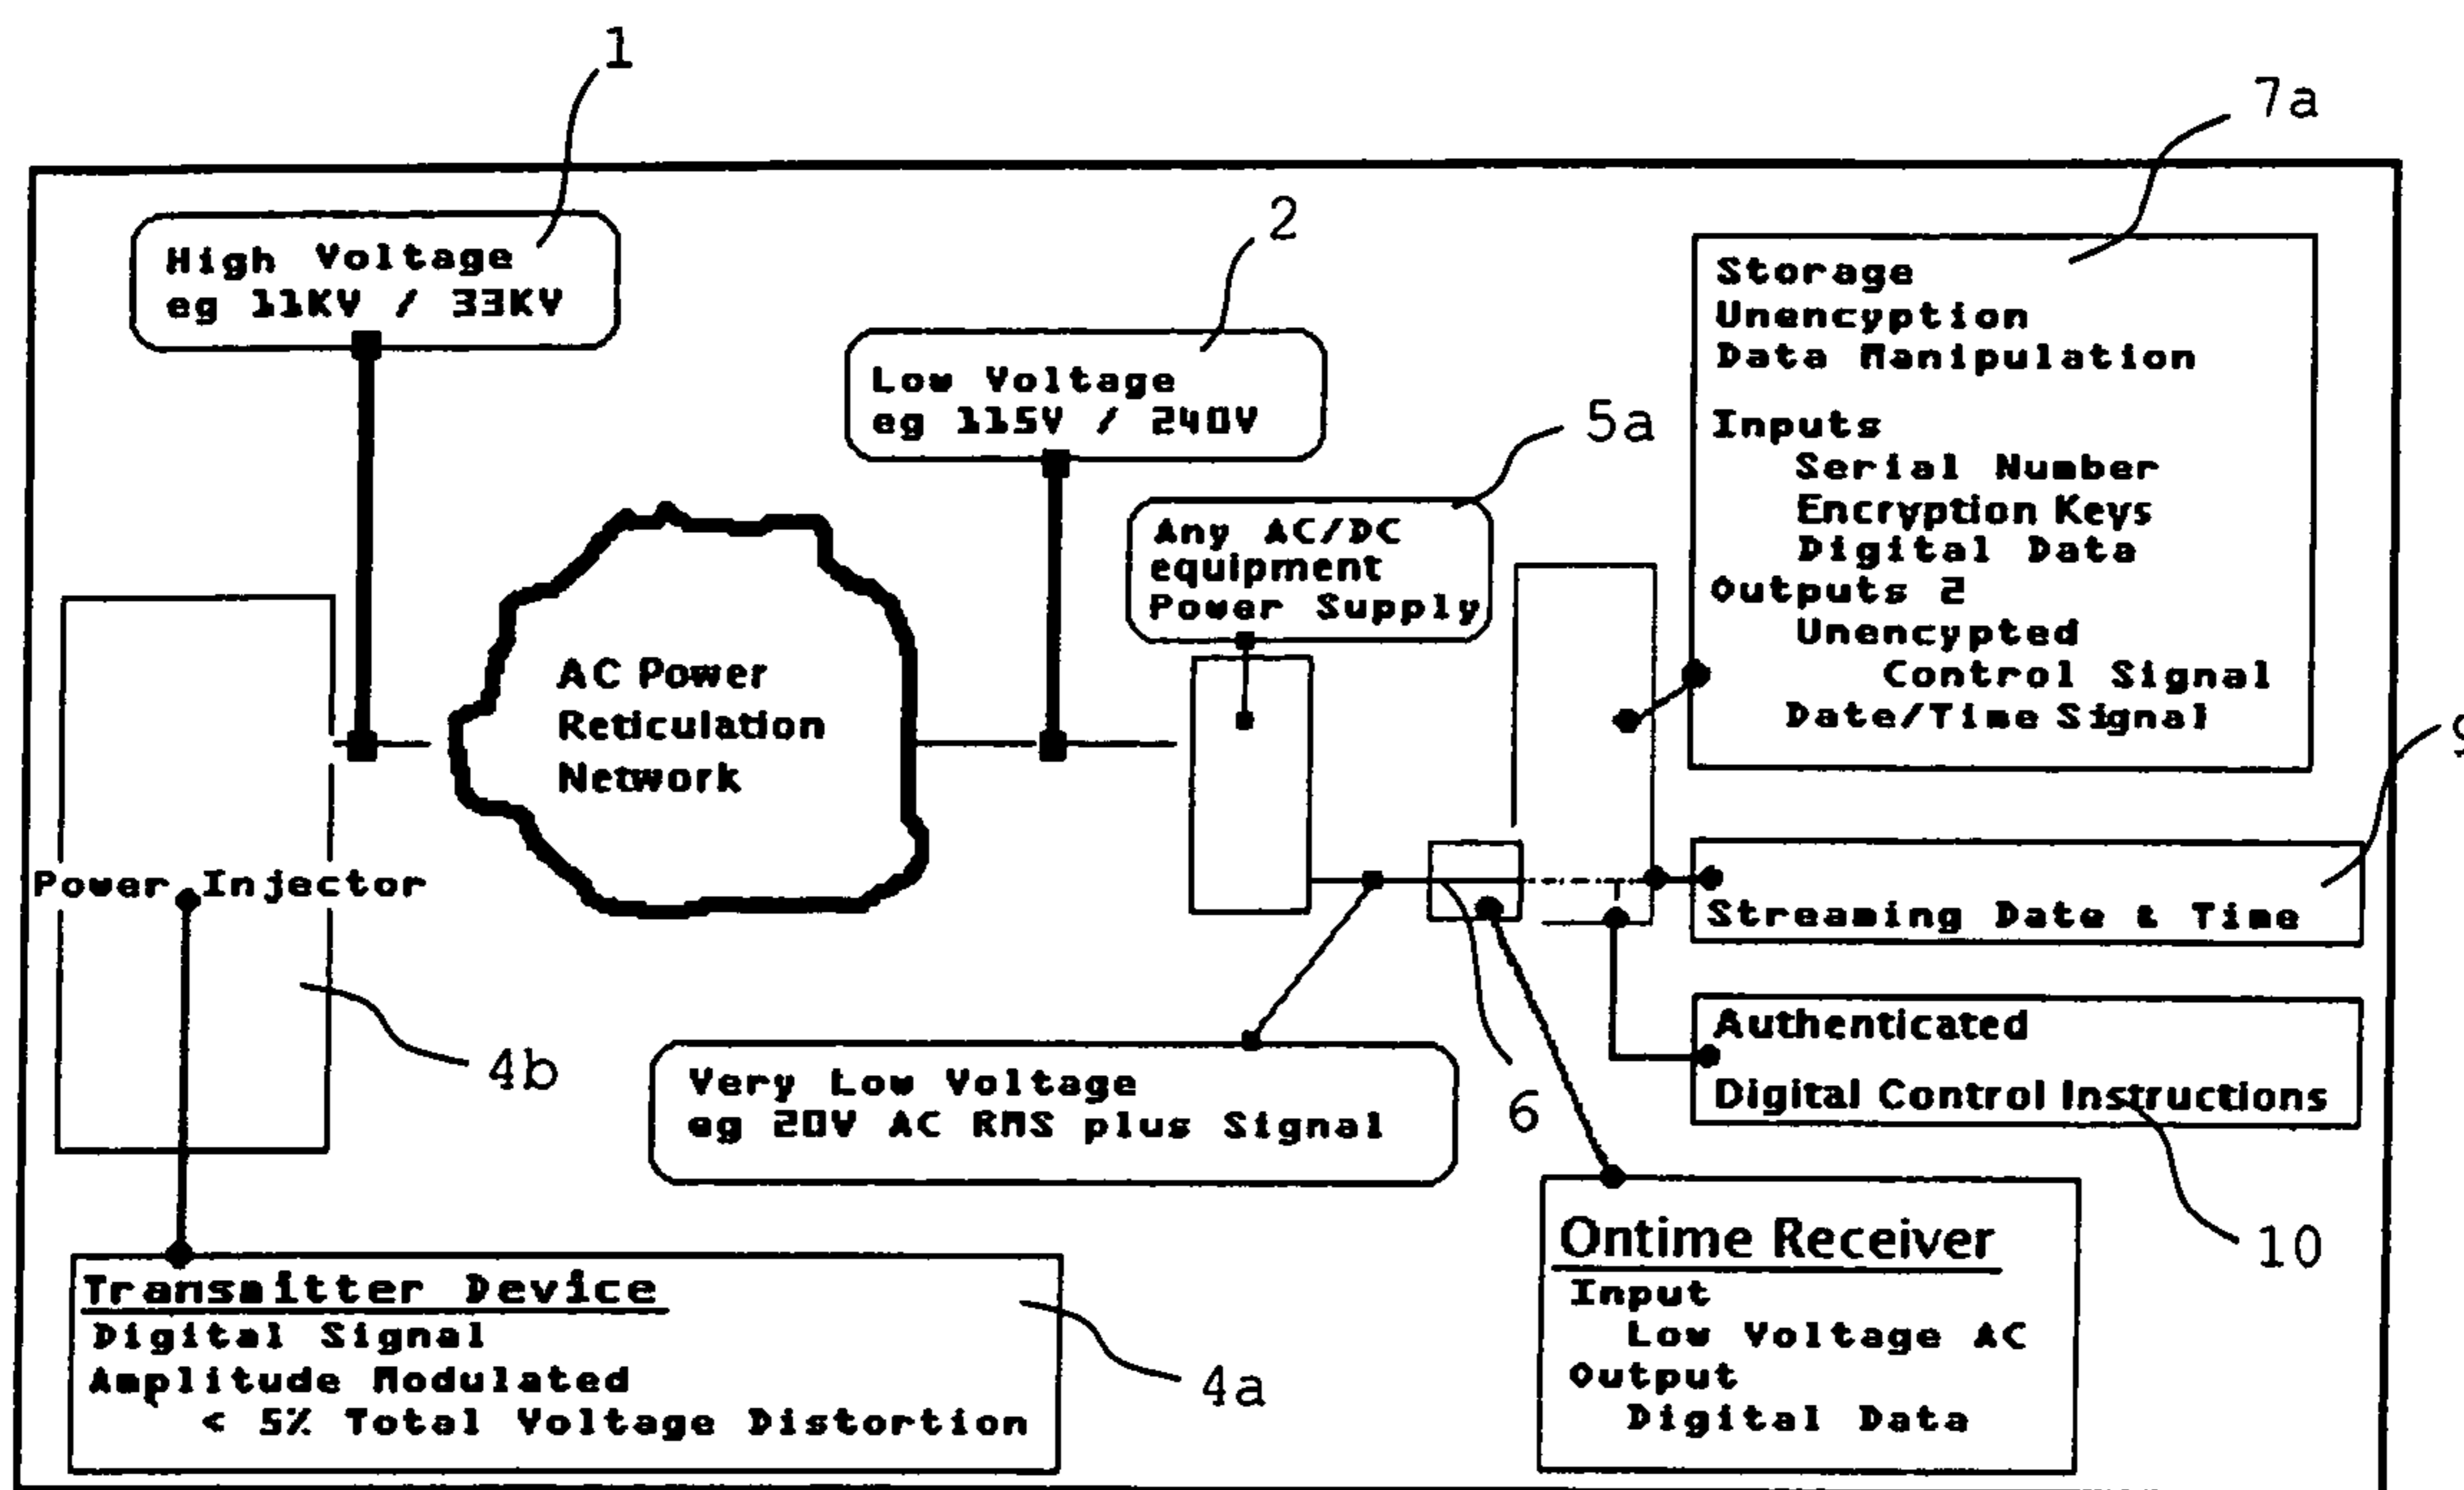 1
7a
High Voltage
eg 11KV / 33KV
2
Low Voltage
eg 115V / 240V
Storage
Unencyption
Data Manipulation
Inputs
Serial Number
Encryption Keys
Digital Data
Outputs 2
Unencypted
Control Signal
Date/Time Signal
5a
Any AC/DC
equipment
Power Supply
AC Power
Reticulation
Network
9
Power Injector
Streaming Date & Time
4b
Very Low Voltage
eg 20V AC RMS plus Signal
6
Authenticated
Digital Control Instructions
10
Transmitter Device
Digital Signal
Amplitude Modulated
< 5% Total Voltage Distortion
4a
Ontime Receiver
Input
Low Voltage AC
Output
Digital Data